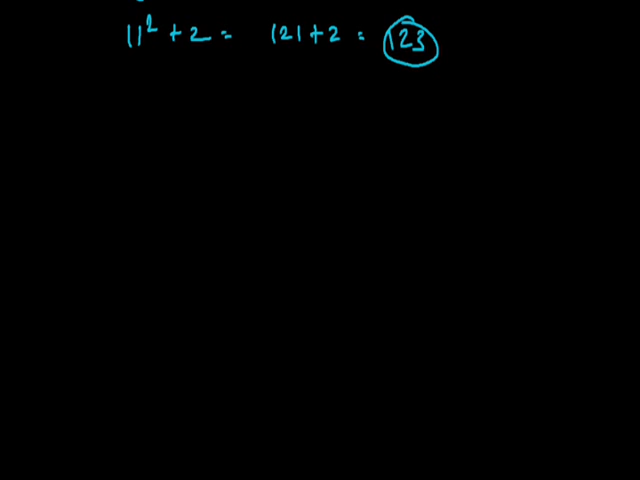 11² + 2 = 121 + 2 = 123